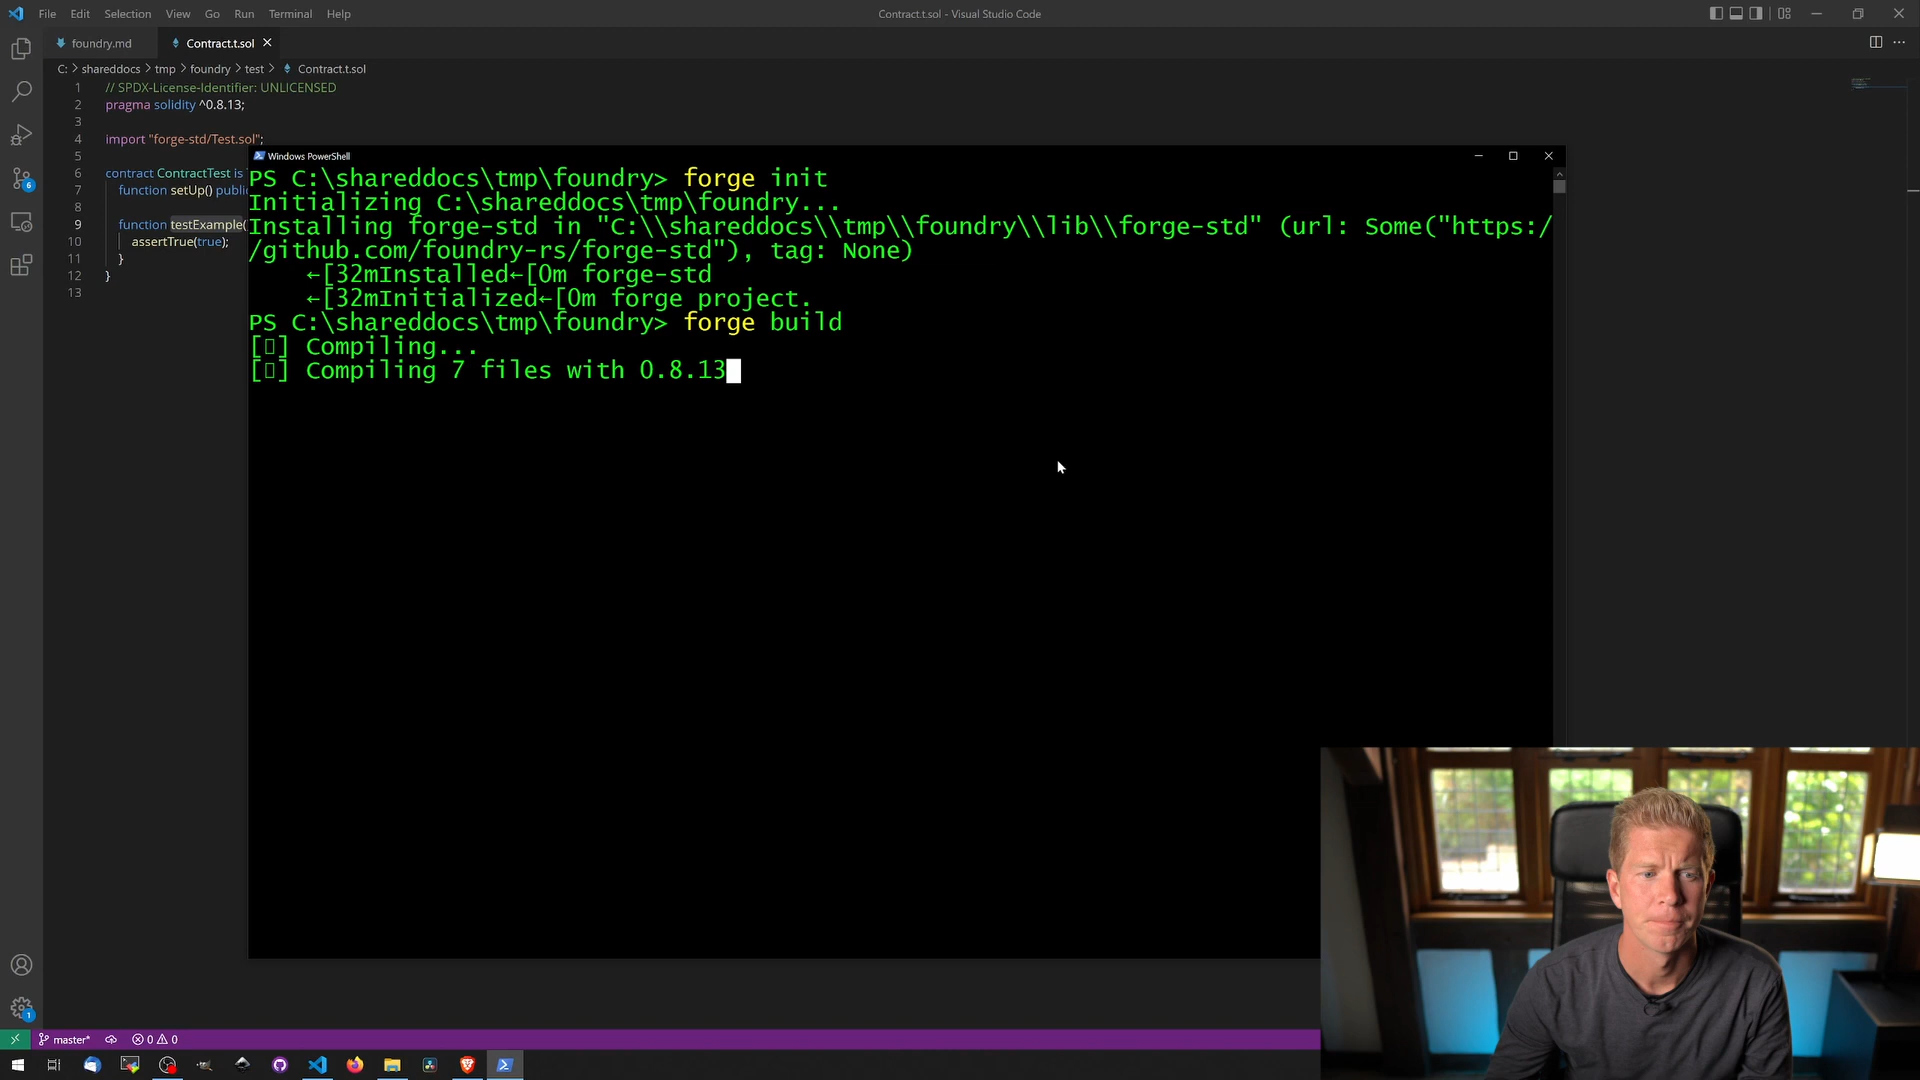 File Edit Selection View Go Run Terminal Help
Contract.t.sol - Visual Studio Code
foundry.md
Contract.t.sol
C: > shareddocs > tmp > foundry > test > Contract.t.sol
1 // SPDX-License-Identifier: UNLICENSED
2 pragma solidity ^0.8.13;
3
4 import "forge-std/Test.sol";
5
6 contract ContractTest is
7 function setUp() public
8
9 function testExample(
10 assertTrue(true);
11 }
12 }
13
Windows PowerShell
PS C:\shareddocs\tmp\foundry> forge init
Initializing C:\shareddocs\tmp\foundry...
Installing forge-std in "C:\\shareddocs\\tmp\\foundry\\lib\\forge-std" (url: Some("https:/
/github.com/foundry-rs/forge-std"), tag: None)
←[32mInstalled←[0m forge-std
←[32mInitialized←[0m forge project.
PS C:\shareddocs\tmp\foundry> forge build
[▯] Compiling...
[▯] Compiling 7 files with 0.8.13
6
1
master* 0 0